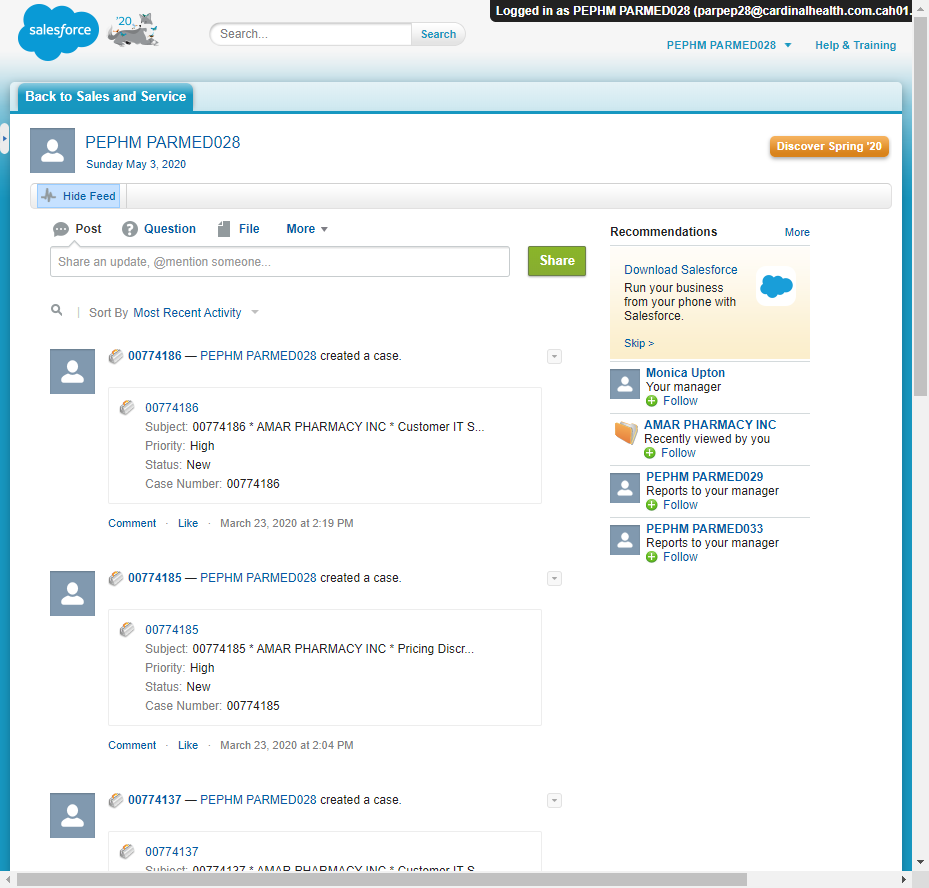 Logged in as PEPHM PARMED028 (parpep28@cardinalhealth.com.cah01.
salesforce
'20
Search...
Search
PEPHM PARMED028
Help & Training
Back to Sales and Service
PEPHM PARMED028
Sunday May 3, 2020
Discover Spring '20
Hide Feed
Post
Question
File
More
Share an update, @mention someone...
Share
Sort By Most Recent Activity
00774186 — PEPHM PARMED028 created a case.
00774186
Subject: 00774186 * AMAR PHARMACY INC * Customer IT S...
Priority: High
Status: New
Case Number: 00774186
Comment · Like · March 23, 2020 at 2:19 PM
00774185 — PEPHM PARMED028 created a case.
00774185
Subject: 00774185 * AMAR PHARMACY INC * Pricing Discr...
Priority: High
Status: New
Case Number: 00774185
Comment · Like · March 23, 2020 at 2:04 PM
00774137 — PEPHM PARMED028 created a case.
00774137
Subject: 00774137 * AMAR PHARMACY INC * Customer IT S...
Recommendations
More
Download Salesforce
Run your business
from your phone with
Salesforce.
Skip >
Monica Upton
Your manager
Follow
AMAR PHARMACY INC
Recently viewed by you
Follow
PEPHM PARMED029
Reports to your manager
Follow
PEPHM PARMED033
Reports to your manager
Follow